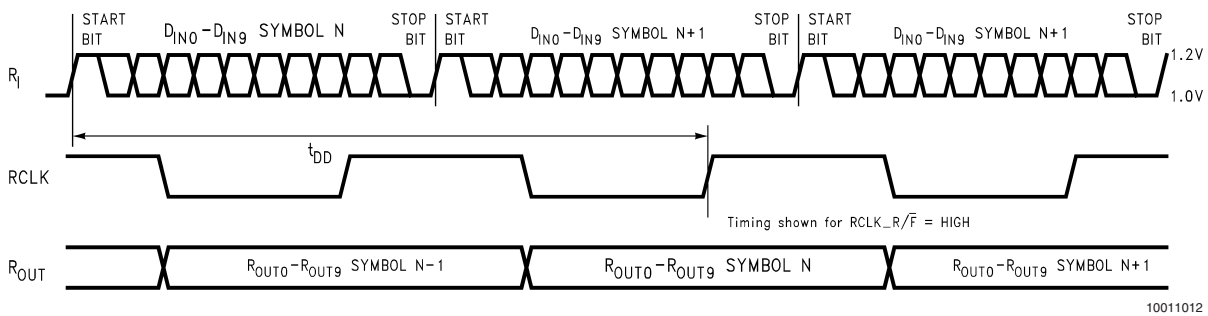 START BIT D_IN0-D_IN9 SYMBOL N STOP BIT
START BIT D_IN0-D_IN9 SYMBOL N+1 STOP BIT
START BIT D_IN0-D_IN9 SYMBOL N+1 STOP BIT
R_I
1.2V
1.0V
t_DD
RCLK
Timing shown for RCLK_R/F̅ = HIGH
R_OUT
R_OUT0-R_OUT9 SYMBOL N-1
R_OUT0-R_OUT9 SYMBOL N
R_OUT0-R_OUT9 SYMBOL N+1
10011012